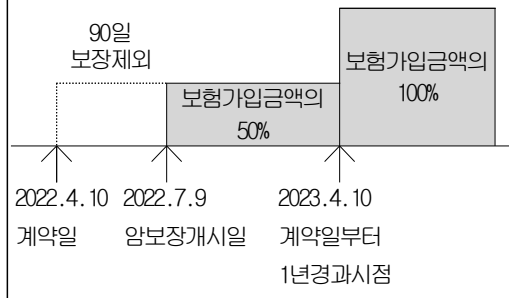 90일
보장제외
보험가입금액의
50%
보험가입금액의
100%
2022.4.10
계약일
2022.7.9
암보장개시일
2023.4.10
계약일부터
1년경과시점